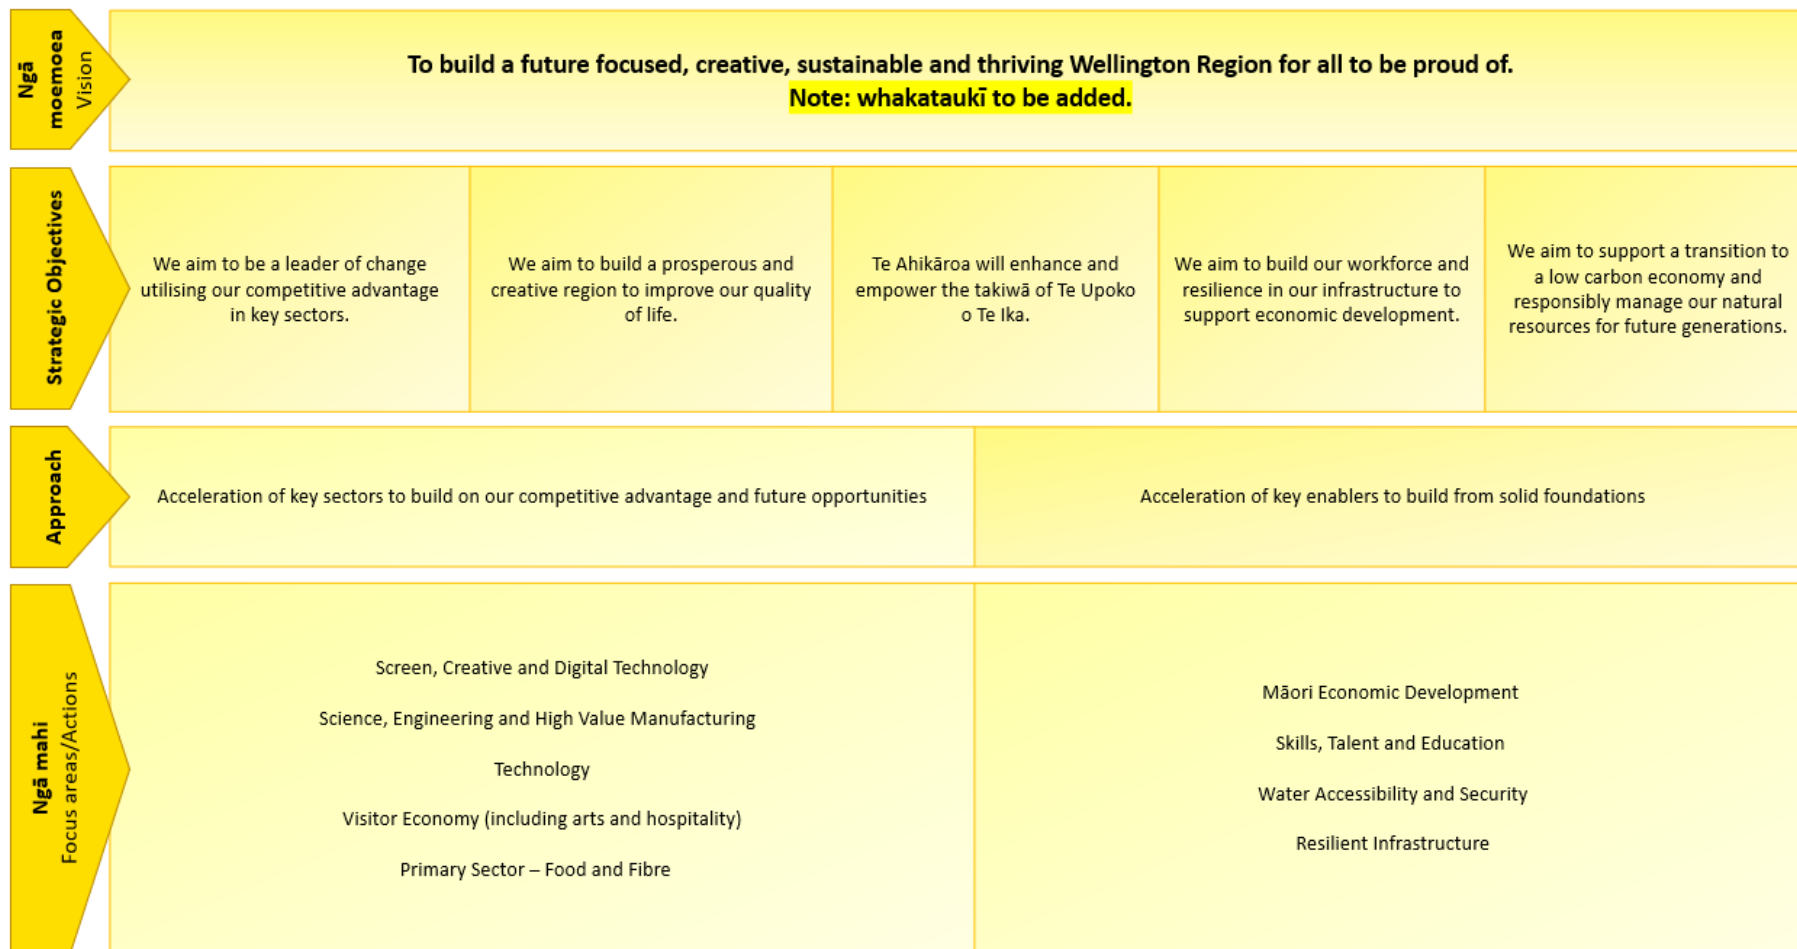 Ngā
moemoea
Vision
To build a future focused, creative, sustainable and thriving Wellington Region for all to be proud of.
Note: whakataukī to be added.
Strategic Objectives
We aim to be a leader of change
utilising our competitive advantage
in key sectors.
We aim to build a prosperous and
creative region to improve our quality
of life.
Te Ahikāroa will enhance and
empower the takiwā of Te Upoko
o Te Ika.
We aim to build our workforce and
resilience in our infrastructure to
support economic development.
We aim to support a transition to
a low carbon economy and
responsibly manage our natural
resources for future generations.
Approach
Acceleration of key sectors to build on our competitive advantage and future opportunities
Acceleration of key enablers to build from solid foundations
Ngā mahi
Focus areas/Actions
Screen, Creative and Digital Technology
Science, Engineering and High Value Manufacturing
Technology
Visitor Economy (including arts and hospitality)
Primary Sector – Food and Fibre
Māori Economic Development
Skills, Talent and Education
Water Accessibility and Security
Resilient Infrastructure